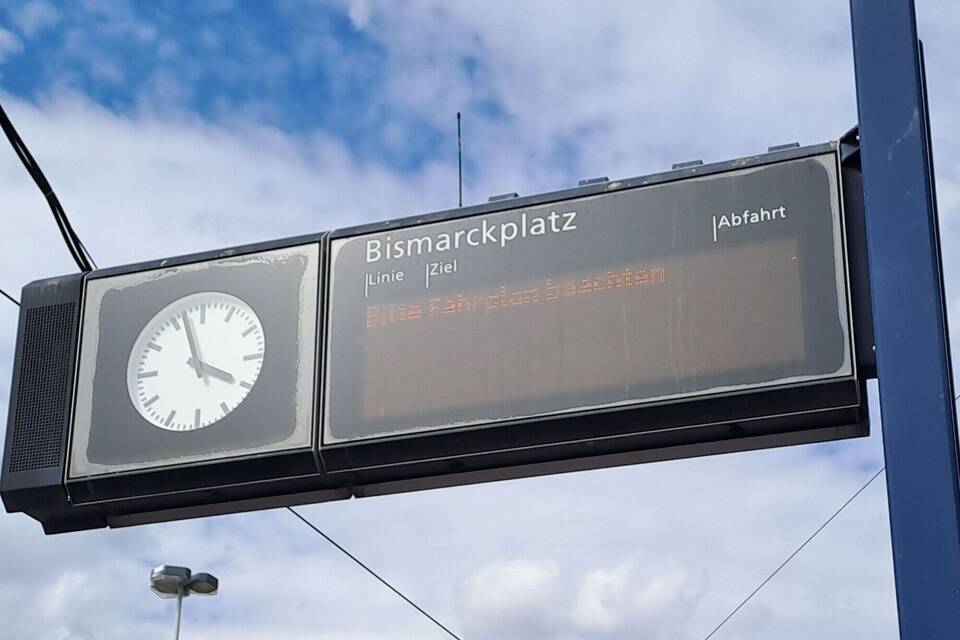 Bismarckplatz
Linie Ziel Abfahrt
Bitte Fahrplan beachten